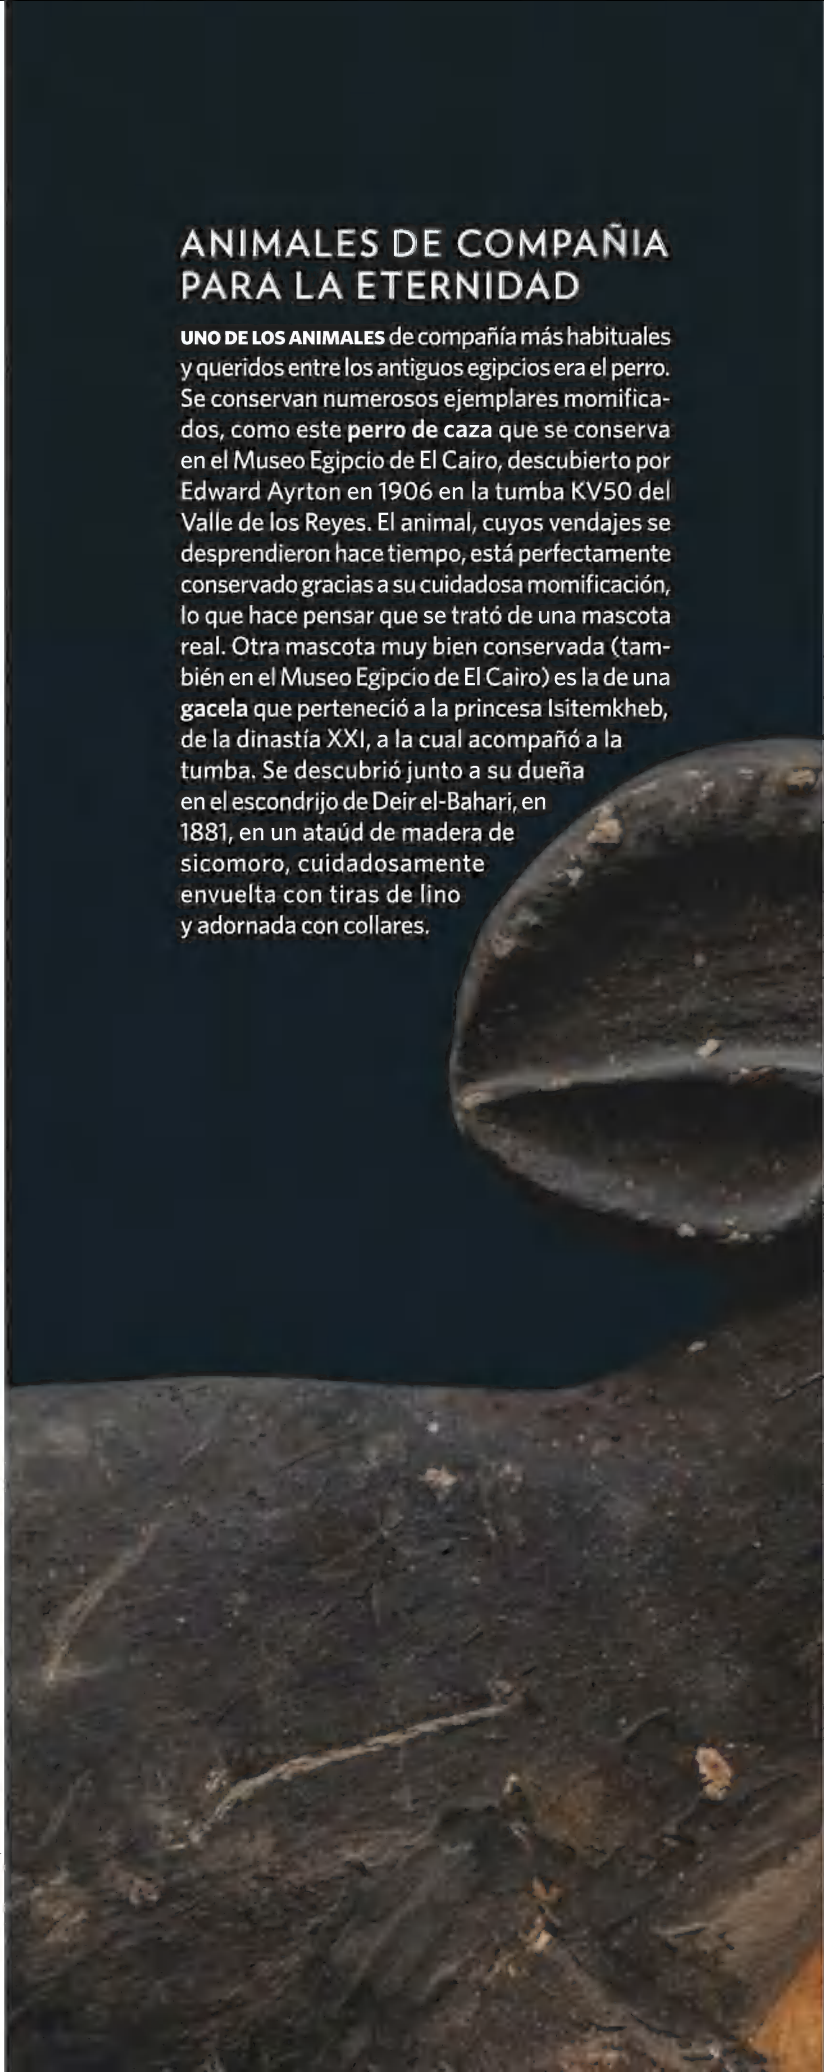 ANIMALES DE COMPAÑIA
PARA LA ETERNIDAD
UNO DE LOS ANIMALES de compañía más habituales
y queridos entre los antiguos egipcios era el perro.
Se conservan numerosos ejemplares momifica-
dos, como este perro de caza que se conserva
en el Museo Egipcio de El Cairo, descubierto por
Edward Ayrton en 1906 en la tumba KV50 del
Valle de los Reyes. El animal, cuyos vendajes se
desprendieron hace tiempo, está perfectamente
conservado gracias a su cuidadosa momificación,
lo que hace pensar que se trató de una mascota
real. Otra mascota muy bien conservada (tam-
bién en el Museo Egipcio de El Cairo) es la de una
gacela que perteneció a la princesa Isitemkheb,
de la dinastía XXI, a la cual acompañó a la
tumba. Se descubrió junto a su dueña
en el escondrijo de Deir el-Bahari, en
1881, en un ataúd de madera de
sicomoro, cuidadosamente
envuelta con tiras de lino
y adornada con collares.